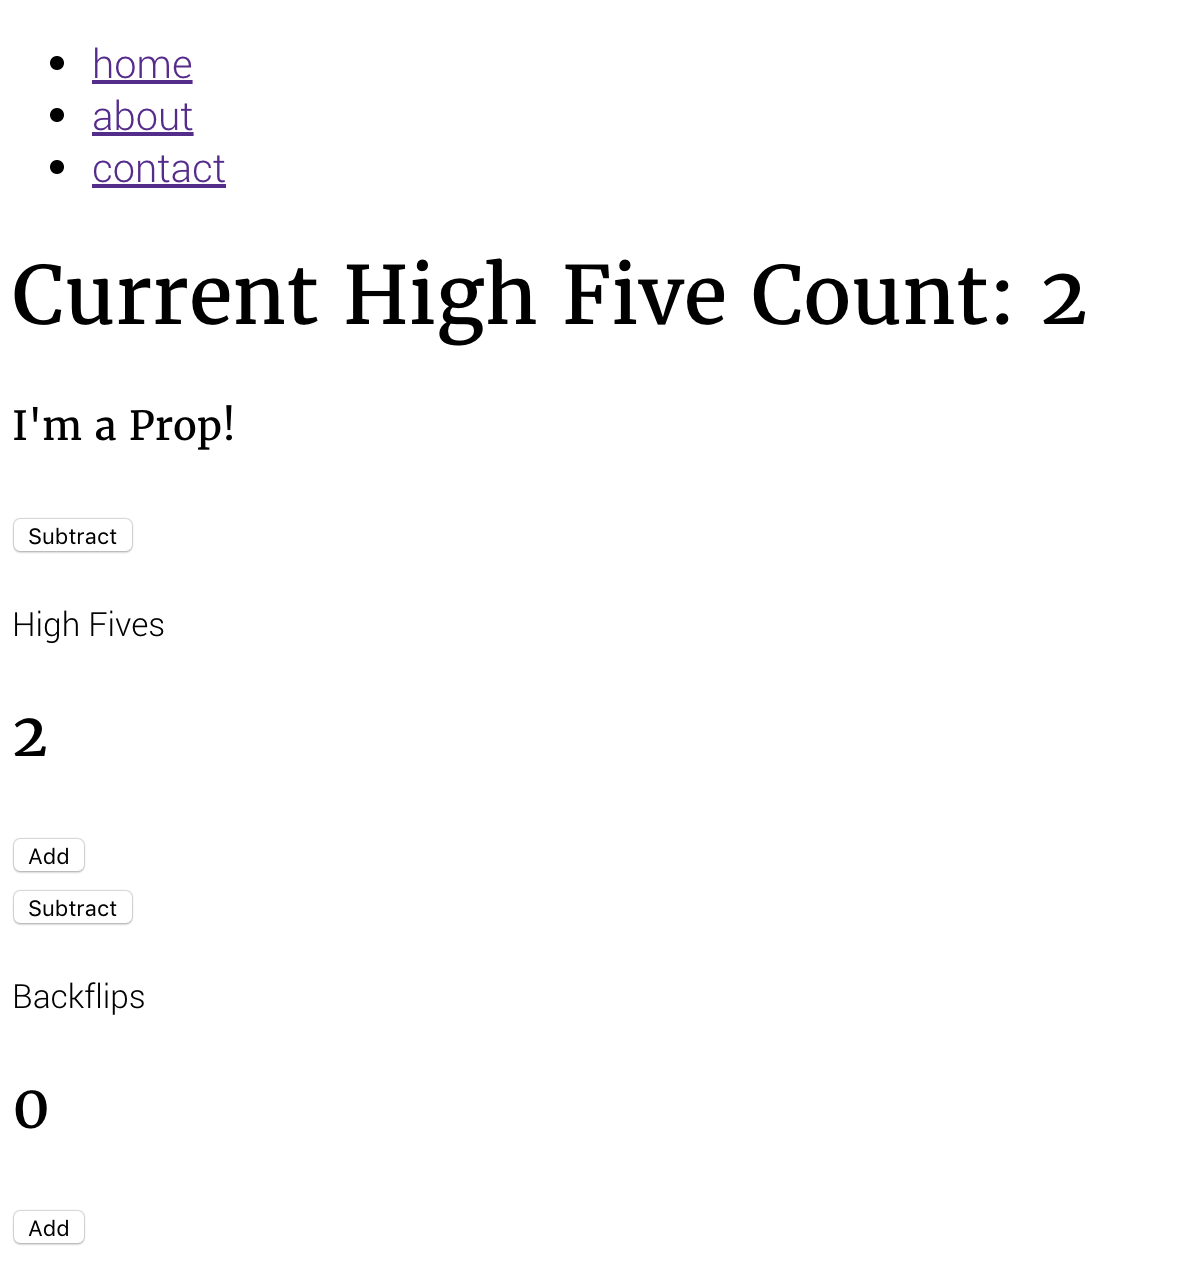 home
about
contact
Current High Five Count: 2
I'm a Prop!
Subtract
High Fives
2
Add
Subtract
Backflips
0
Add